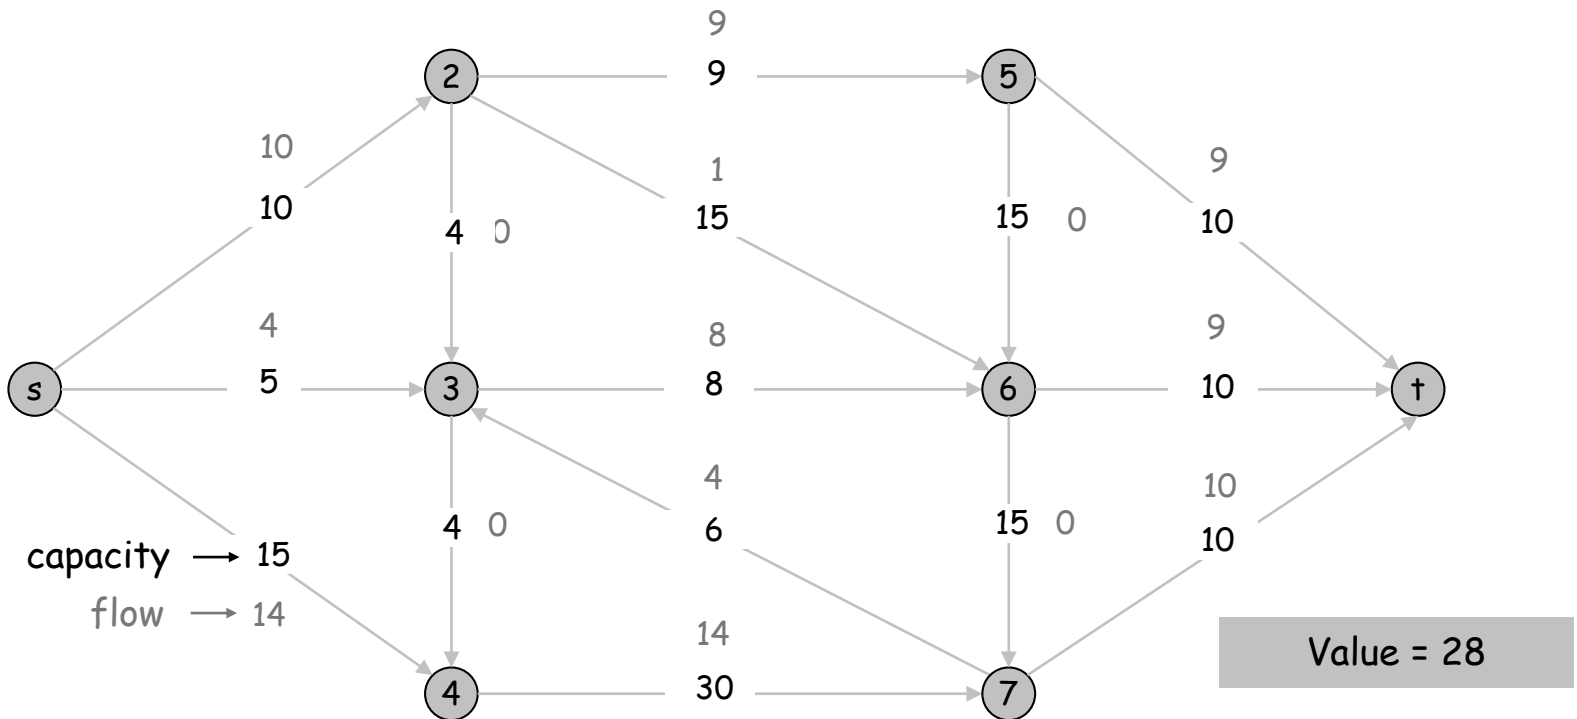 9
2 9 5
10 1 9
10 15 10
4 0 15 0
4 8 9
s 5 3 8 6 10 t
4 10
4 0 6 15 0 10
capacity → 15
flow → 14
14
Value = 28
4 30 7